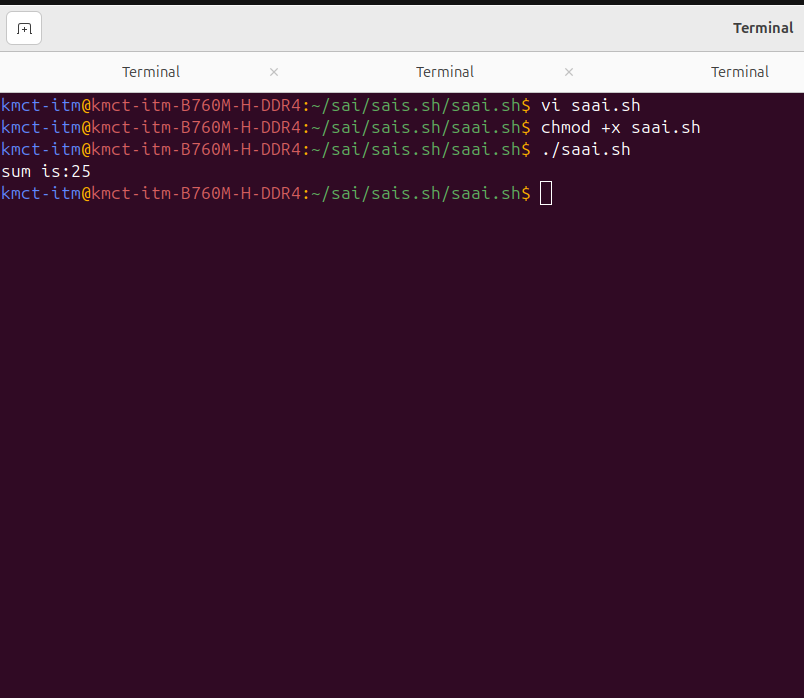 Terminal
Terminal × Terminal × Terminal
kmct-itm@kmct-itm-B760M-H-DDR4:~/sai/sais.sh/saai.sh$ vi saai.sh
kmct-itm@kmct-itm-B760M-H-DDR4:~/sai/sais.sh/saai.sh$ chmod +x saai.sh
kmct-itm@kmct-itm-B760M-H-DDR4:~/sai/sais.sh/saai.sh$ ./saai.sh
sum is:25
kmct-itm@kmct-itm-B760M-H-DDR4:~/sai/sais.sh/saai.sh$